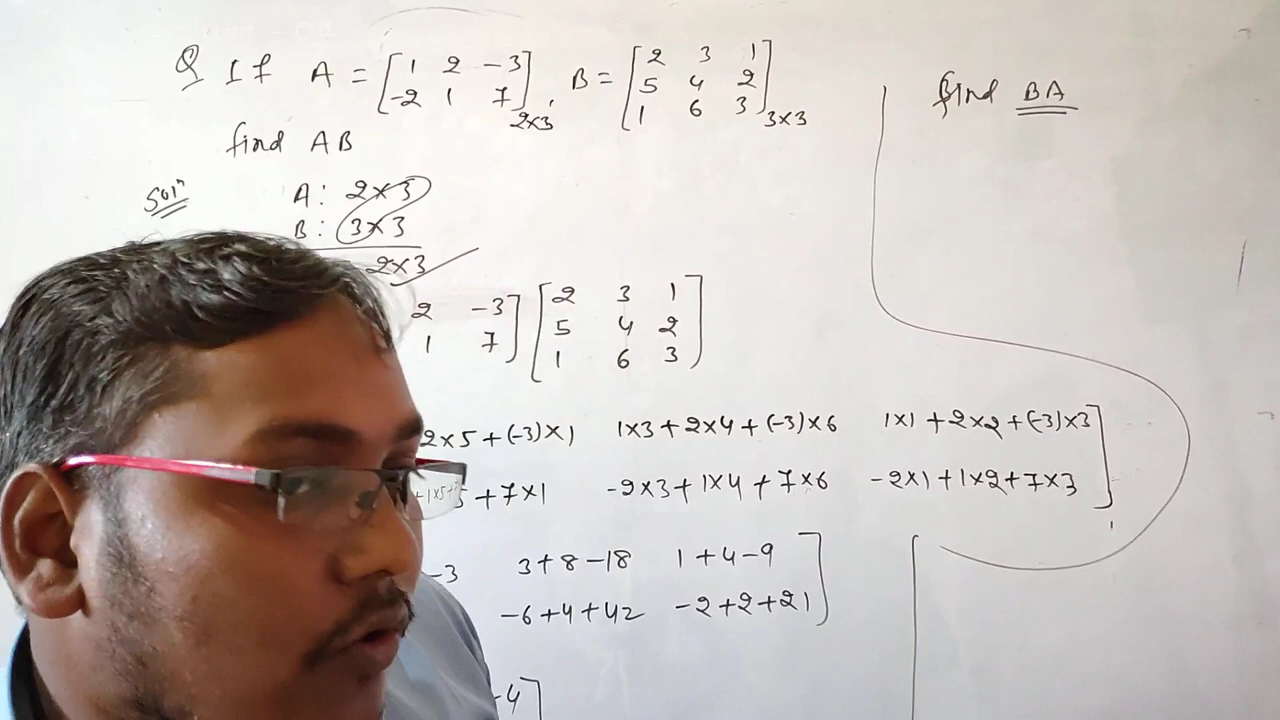 Q If A = [1 2 -3
-2 1 7] 2×3, B = [2 3 1
5 4 2
1 6 3] 3×3
find AB
Solⁿ
A : 2×3
B : 3×3
2×3
2 -3
1 7] [2 3 1
5 4 2
1 6 3]
2×5+(-3)×1 1×3+2×4+(-3)×6 1×1+2×2+(-3)×3
+7×1 -2×3+1×4+7×6 -2×1+1×2+7×3]
-3 3+8-18 1+4-9
-6+4+42 -2+2+21]
-4]
find BA